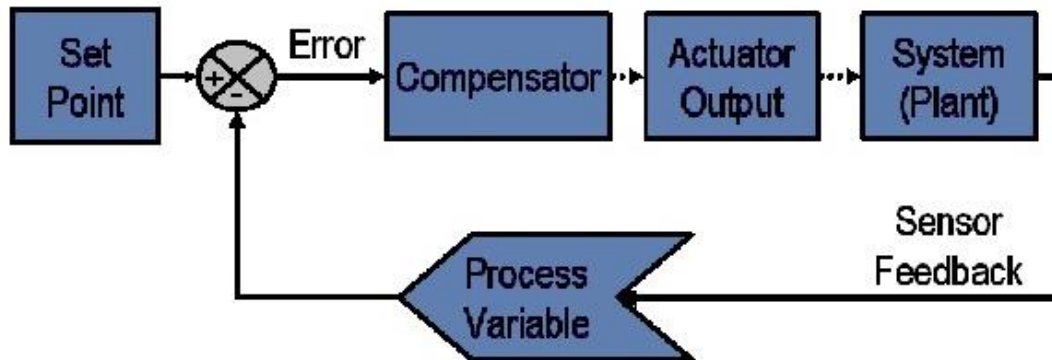 Set
Point
+
-
Error
Compensator
Actuator
Output
System
(Plant)
Sensor
Feedback
Process
Variable